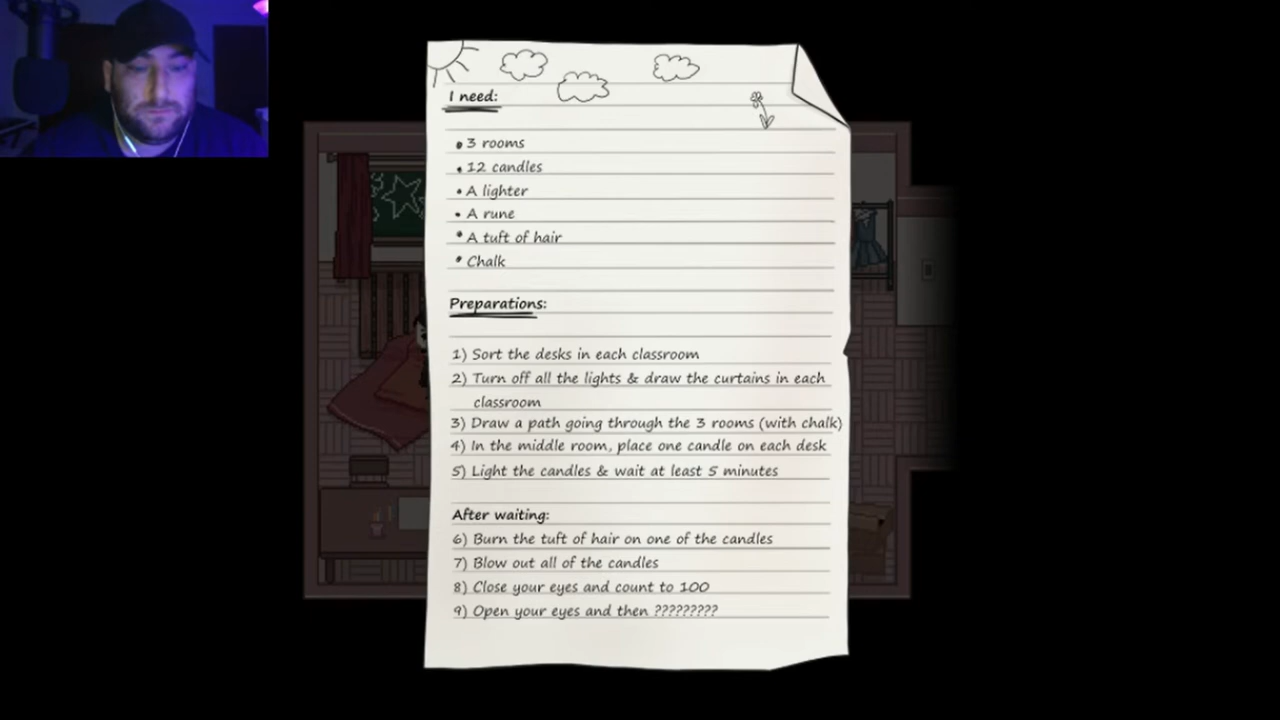 I need:
• 3 rooms
• 12 candles
• A lighter
• A rune
• A tuft of hair
• Chalk
Preparations:
1) Sort the desks in each classroom
2) Turn off all the lights & draw the curtains in each
classroom
3) Draw a path going through the 3 rooms (with chalk)
4) In the middle room, place one candle on each desk
5) Light the candles & wait at least 5 minutes
After waiting:
6) Burn the tuft of hair on one of the candles
7) Blow out all of the candles
8) Close your eyes and count to 100
9) Open your eyes and then ?????????